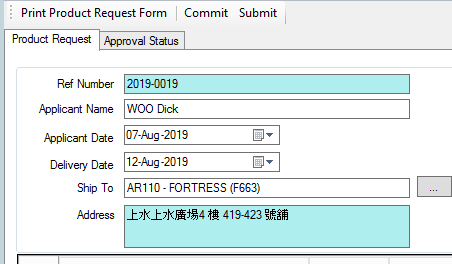 Print Product Request Form Commit Submit
Product Request Approval Status
Ref Number 2019-0019
Applicant Name WOO Dick
Applicant Date 07-Aug-2019
Delivery Date 12-Aug-2019
Ship To AR110 - FORTRESS (F663) ...
Address 上水上水廣場4 樓 419-423 號舖